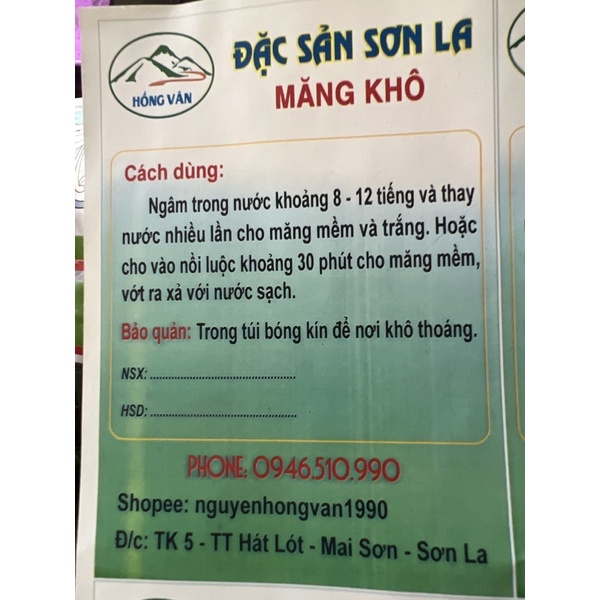 HỒNG VÂN
ĐẶC SẢN SƠN LA
MĂNG KHÔ
Cách dùng:
Ngâm trong nước khoảng 8 - 12 tiếng và thay
nước nhiều lần cho măng mềm và trắng. Hoặc
cho vào nồi luộc khoảng 30 phút cho măng mềm,
vớt ra xả với nước sạch.
Bảo quản: Trong túi bóng kín để nơi khô thoáng.
NSX: ................................................
HSD: ................................................
PHONE: 0946.510.990
Shopee: nguyenhongvan1990
Đ/c: TK 5 - TT Hát Lót - Mai Sơn - Sơn La